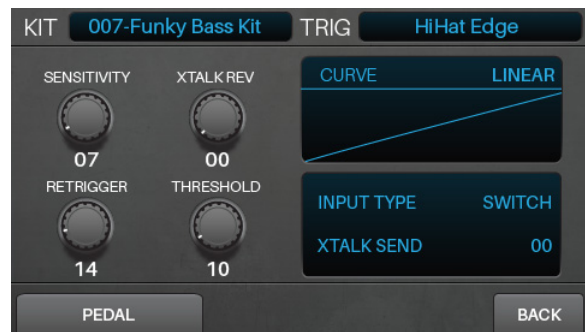 KIT 007-Funky Bass Kit TRIG HiHat Edge
SENSITIVITY XTALK REV CURVE LINEAR
07 00
RETRIGGER THRESHOLD INPUT TYPE SWITCH
14 10 XTALK SEND 00
PEDAL BACK